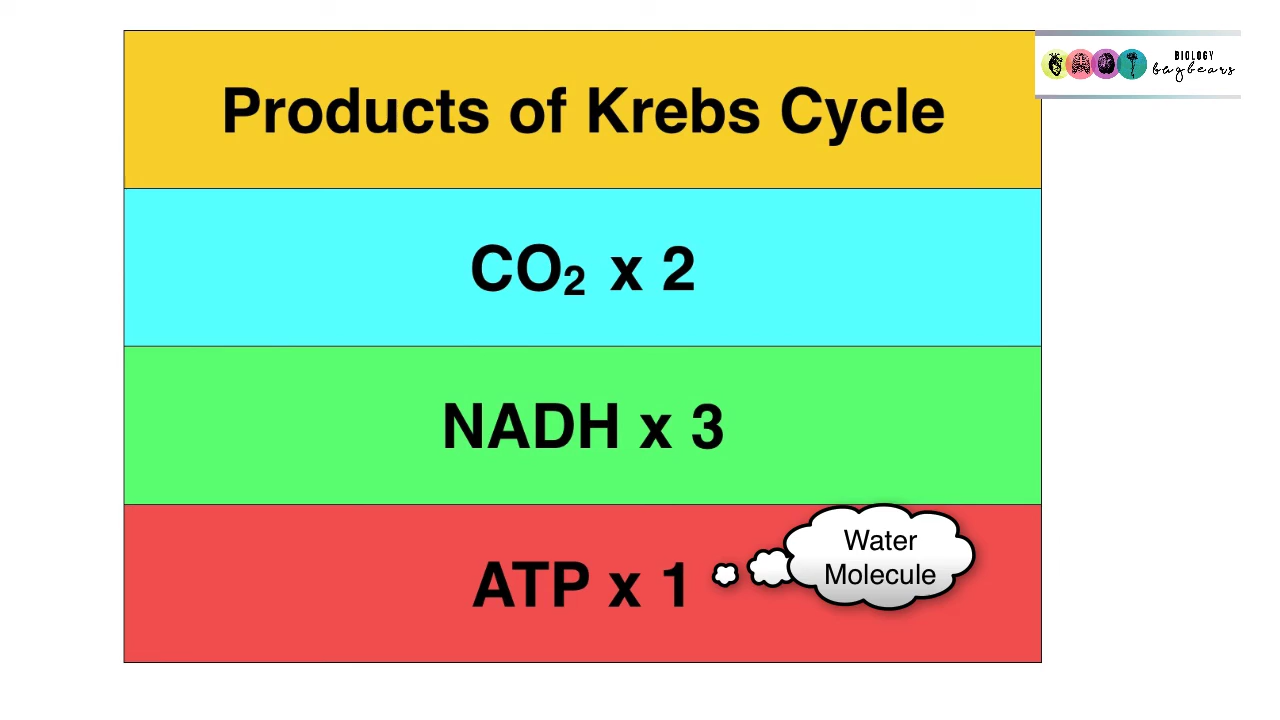 Products of Krebs Cycle
BIOLOGY
bagbears
CO₂ x 2
NADH x 3
ATP x 1
Water
Molecule